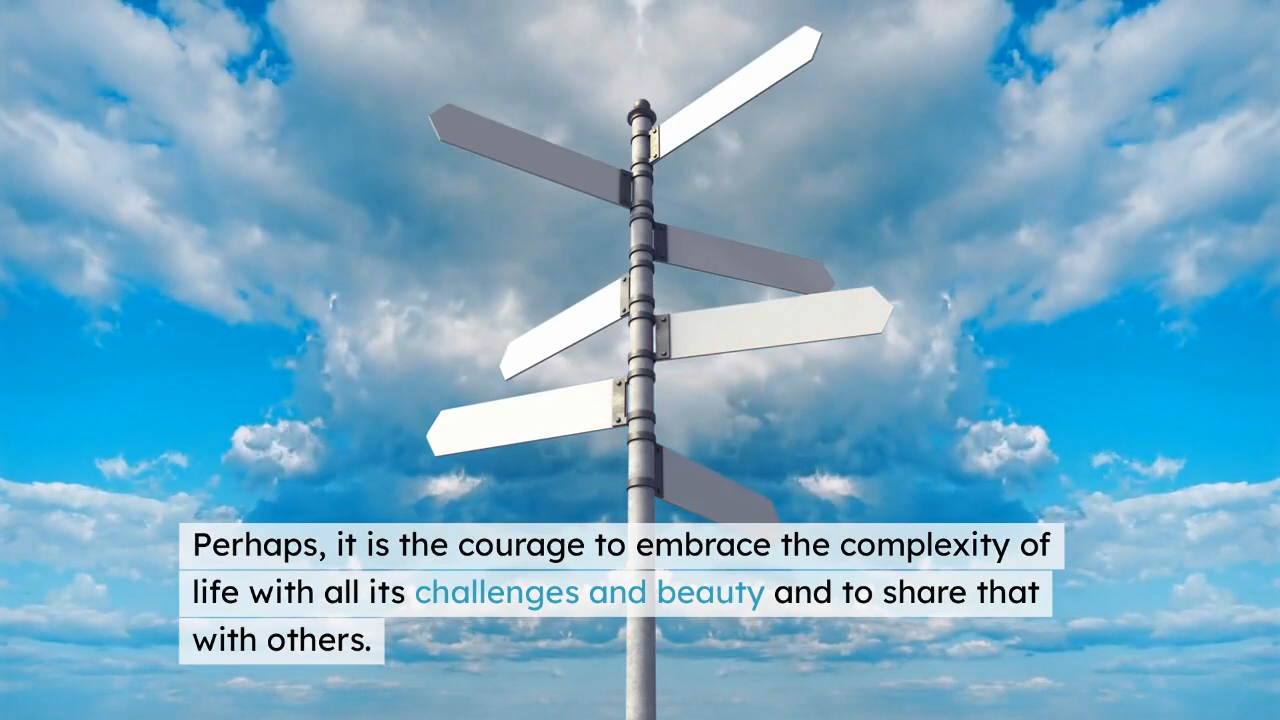 Perhaps, it is the courage to embrace the complexity of
life with all its challenges and beauty and to share that
with others.